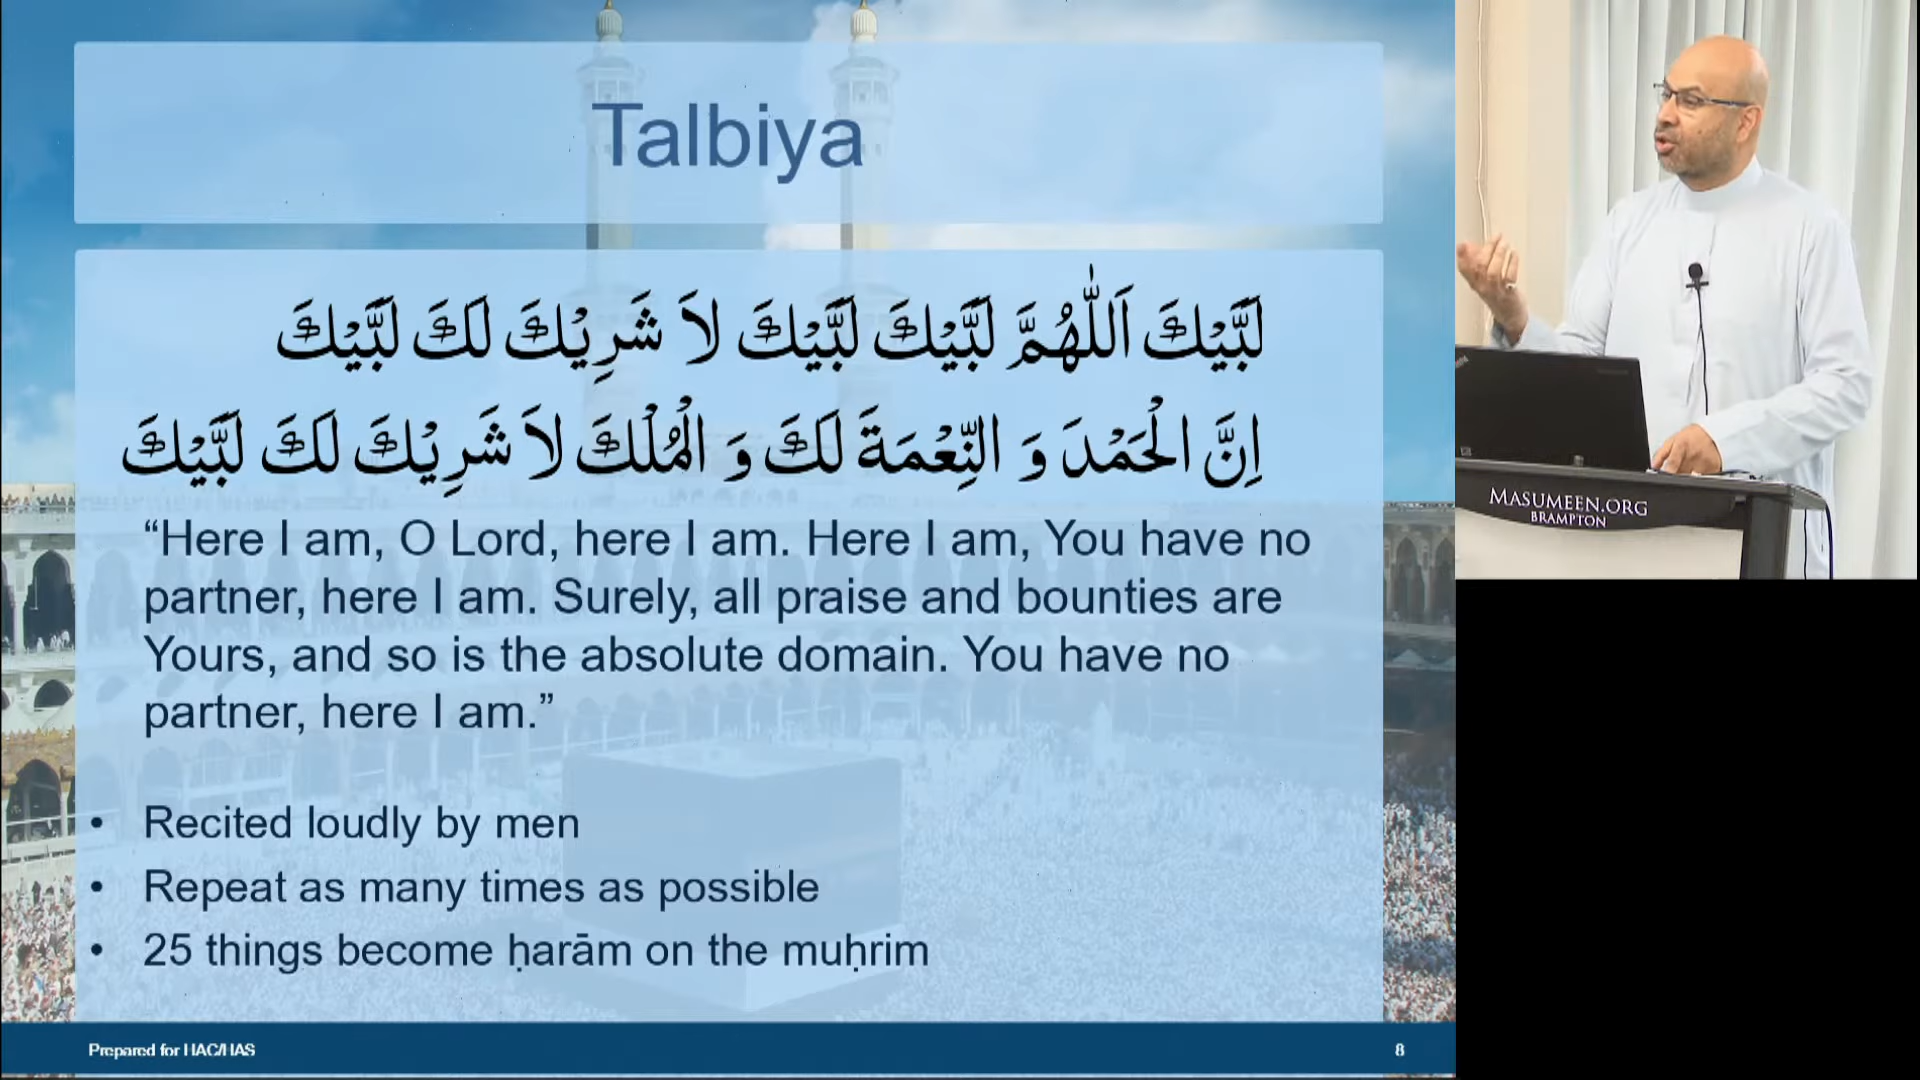 Talbiya
لَبَّيْكَ اَللّٰهُمَّ لَبَّيْكَ لَبَّيْكَ لاَ شَرِيْكَ لَكَ لَبَّيْكَ
اِنَّ الْحَمْدَ وَ النِّعْمَةَ لَكَ وَ الْمُلْكَ لاَ شَرِيْكَ لَكَ لَبَّيْكَ
“Here I am, O Lord, here I am. Here I am, You have no
partner, here I am. Surely, all praise and bounties are
Yours, and so is the absolute domain. You have no
partner, here I am.”
• Recited loudly by men
• Repeat as many times as possible
• 25 things become ḥarām on the muḥrim
Prepared for HAC/HAS
8
MASUMEEN.ORG
BRAMPTON